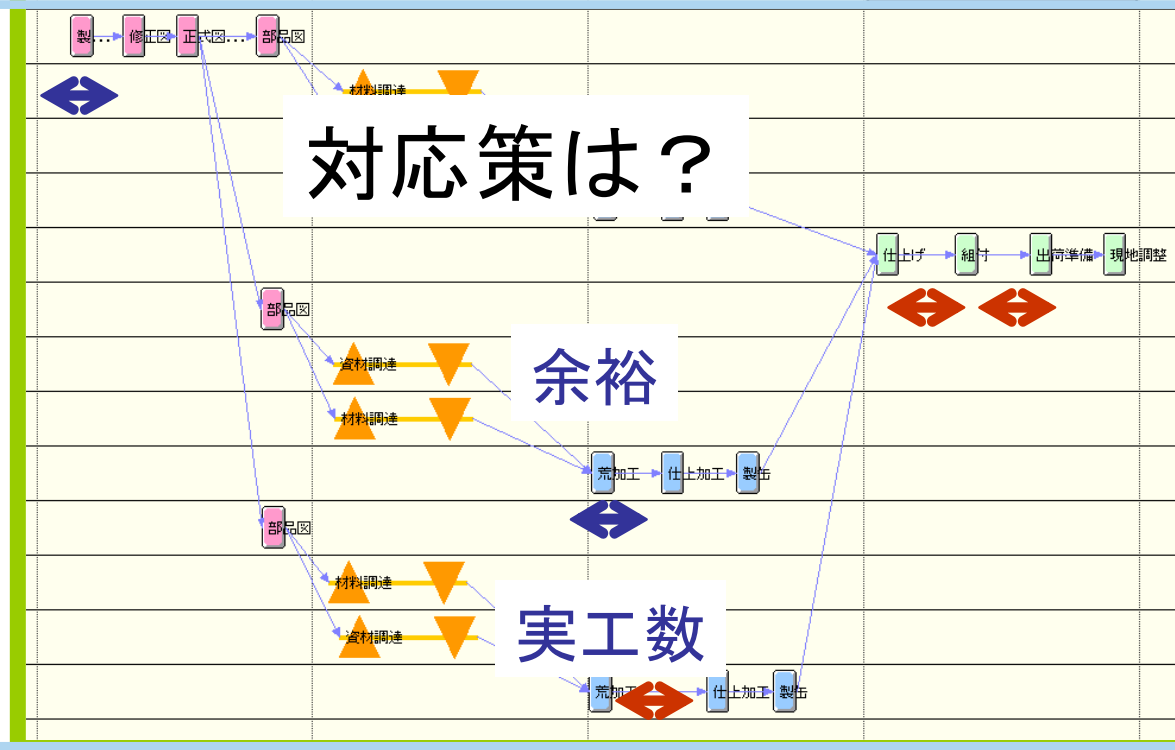 製… 修正図 正式図… 部品図
材料調達
対応策は？
仕上げ 組付 出荷準備 現地調整
部品図
資材調達
余裕
材料調達
荒加工 仕上加工 製缶
部品図
材料調達
実工数
資材調達
荒加工 仕上加工 製缶